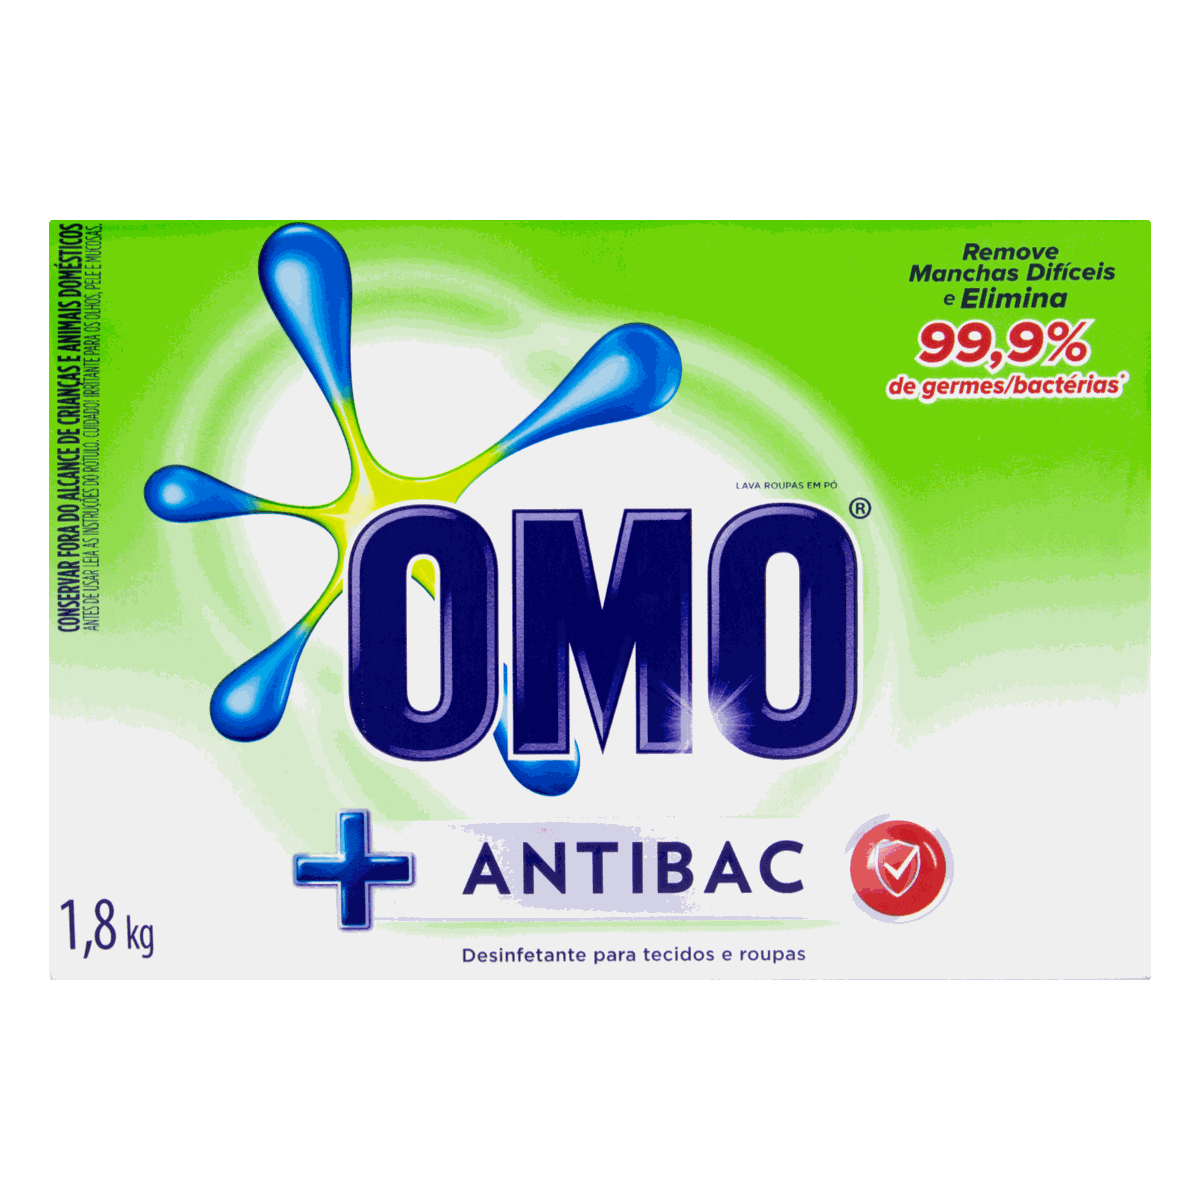 CONSERVAR FORA DO ALCANCE DE CRIANÇAS E ANIMAIS DOMÉSTICOS
ANTES DE USAR LEIA AS INSTRUÇÕES DO RÓTULO. CUIDADO! IRRITANTE PARA OS OLHOS, PELE E MUCOSAS.
Remove
Manchas Difíceis
e Elimina
99,9%
de germes/bactérias*
LAVA ROUPAS EM PÓ
OMO®
ANTIBAC
1,8 kg
Desinfetante para tecidos e roupas